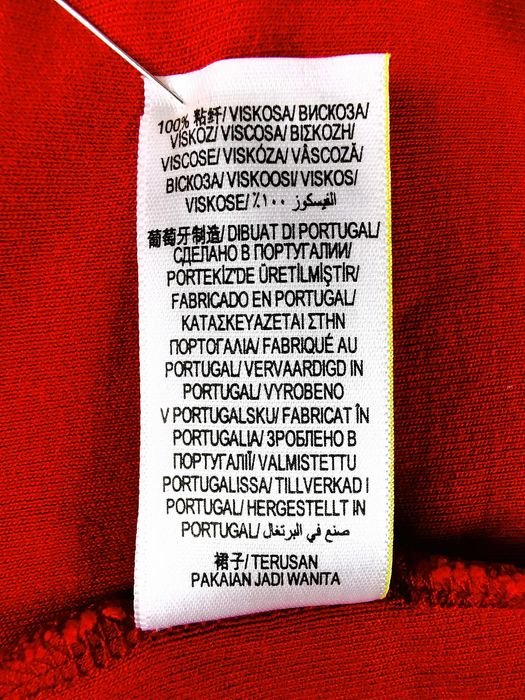 100% 粘纤/ VISKOSA/ ВИСКОЗА/
VİSKOZ/ VISCOSA/ ΒΙΣΚΟΖΗ/
VISCOSE/ VISKÓZA/ VÂSCOZĂ/
ВІСКОЗА/ VISKOOSI/ VISKOS/
VISKOSE/ ٪١٠٠ الفيسكوز
葡萄牙制造/ DIBUAT DI PORTUGAL/
СДЕЛАНО В ПОРТУГАЛИИ/
PORTEKİZ'DE ÜRETİLMİŞTİR/
FABRICADO EN PORTUGAL/
ΚΑΤΑΣΚΕΥΑΖΕΤΑΙ ΣΤΗΝ
ΠΟΡΤΟΓΑΛΙΑ/ FABRIQUÉ AU
PORTUGAL/ VERVAARDIGD IN
PORTUGAL/ VYROBENO
V PORTUGALSKU/ FABRICAT ÎN
PORTUGALIA/ ЗРОБЛЕНО В
ПОРТУГАЛІЇ/ VALMISTETTU
PORTUGALISSA/ TILLVERKAD I
PORTUGAL/ HERGESTELLT IN
PORTUGAL/ صنع في البرتغال
裙子/ TERUSAN
PAKAIAN JADI WANITA